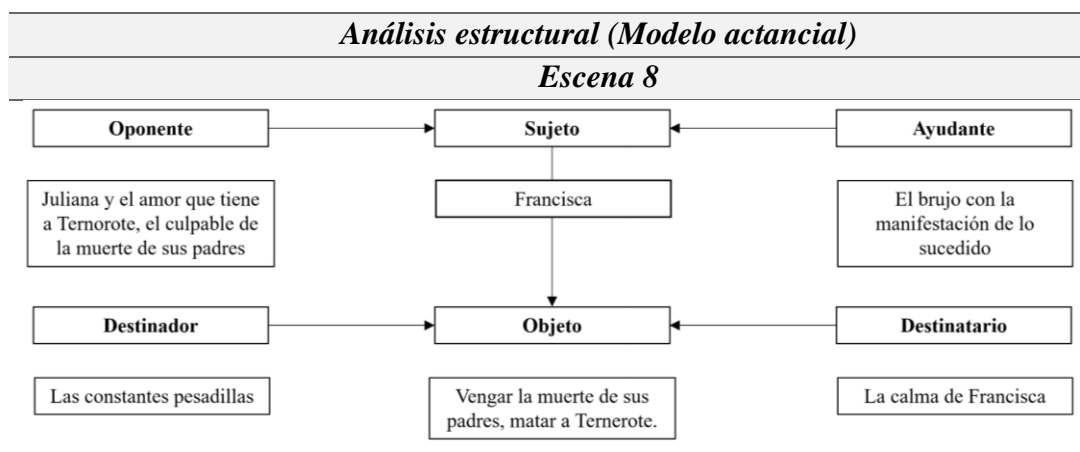 Análisis estructural (Modelo actancial)
Escena 8
Oponente
Sujeto
Ayudante
Juliana y el amor que tiene
a Ternorote, el culpable de
la muerte de sus padres
Francisca
El brujo con la
manifestación de lo
sucedido
Destinador
Objeto
Destinatario
Las constantes pesadillas
Vengar la muerte de sus
padres, matar a Ternerote.
La calma de Francisca